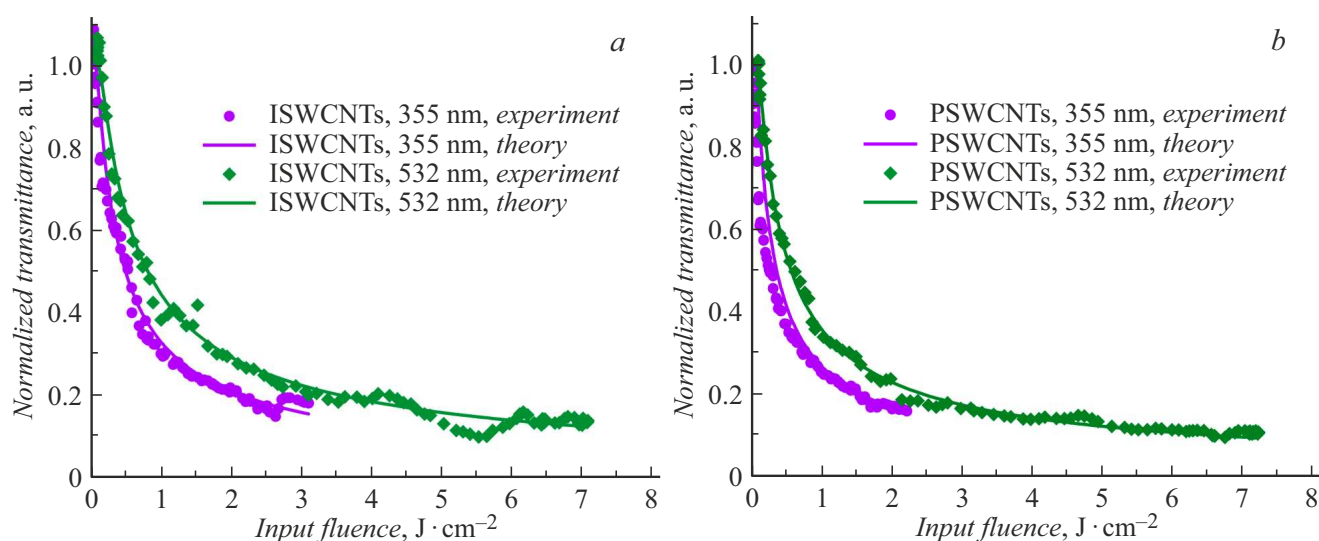 a
1.0
0.8
0.6
0.4
0.2
0
Normalized transmittance, a. u.
ISWCNTs, 355 nm, experiment
ISWCNTs, 355 nm, theory
ISWCNTs, 532 nm, experiment
ISWCNTs, 532 nm, theory
0 1 2 3 4 5 6 7 8
Input fluence, J · cm–2
b
1.0
0.8
0.6
0.4
0.2
0
Normalized transmittance, a. u.
PSWCNTs, 355 nm, experiment
PSWCNTs, 355 nm, theory
PSWCNTs, 532 nm, experiment
PSWCNTs, 532 nm, theory
0 1 2 3 4 5 6 7 8
Input fluence, J · cm–2